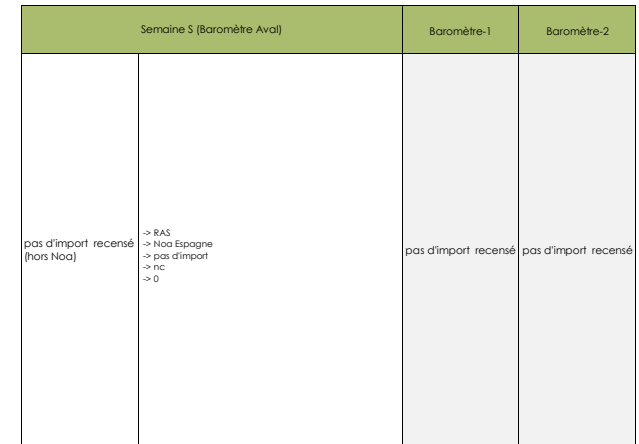 Semaine S (Baromètre Aval)
Baromètre-1
Baromètre-2
pas d'import recensé
(hors Noa)
-> RAS
-> Noa Espagne
-> pas d'import
-> nc
-> 0
pas d'import recensé
pas d'import recensé